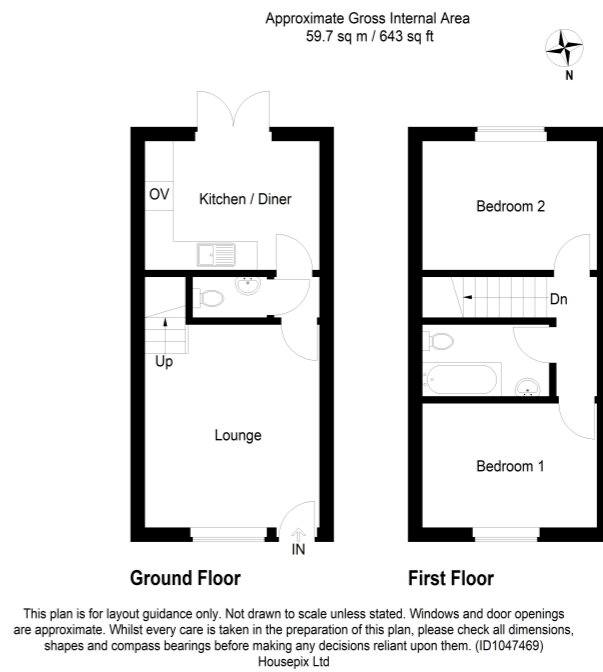 Approximate Gross Internal Area
59.7 sq m / 643 sq ft
N
OV
Kitchen / Diner
Bedroom 2
Dn
Up
Lounge
Bedroom 1
IN
Ground Floor
First Floor
This plan is for layout guidance only. Not drawn to scale unless stated. Windows and door openings
are approximate. Whilst every care is taken in the preparation of this plan, please check all dimensions,
shapes and compass bearings before making any decisions reliant upon them. (ID1047469)
Housepix Ltd